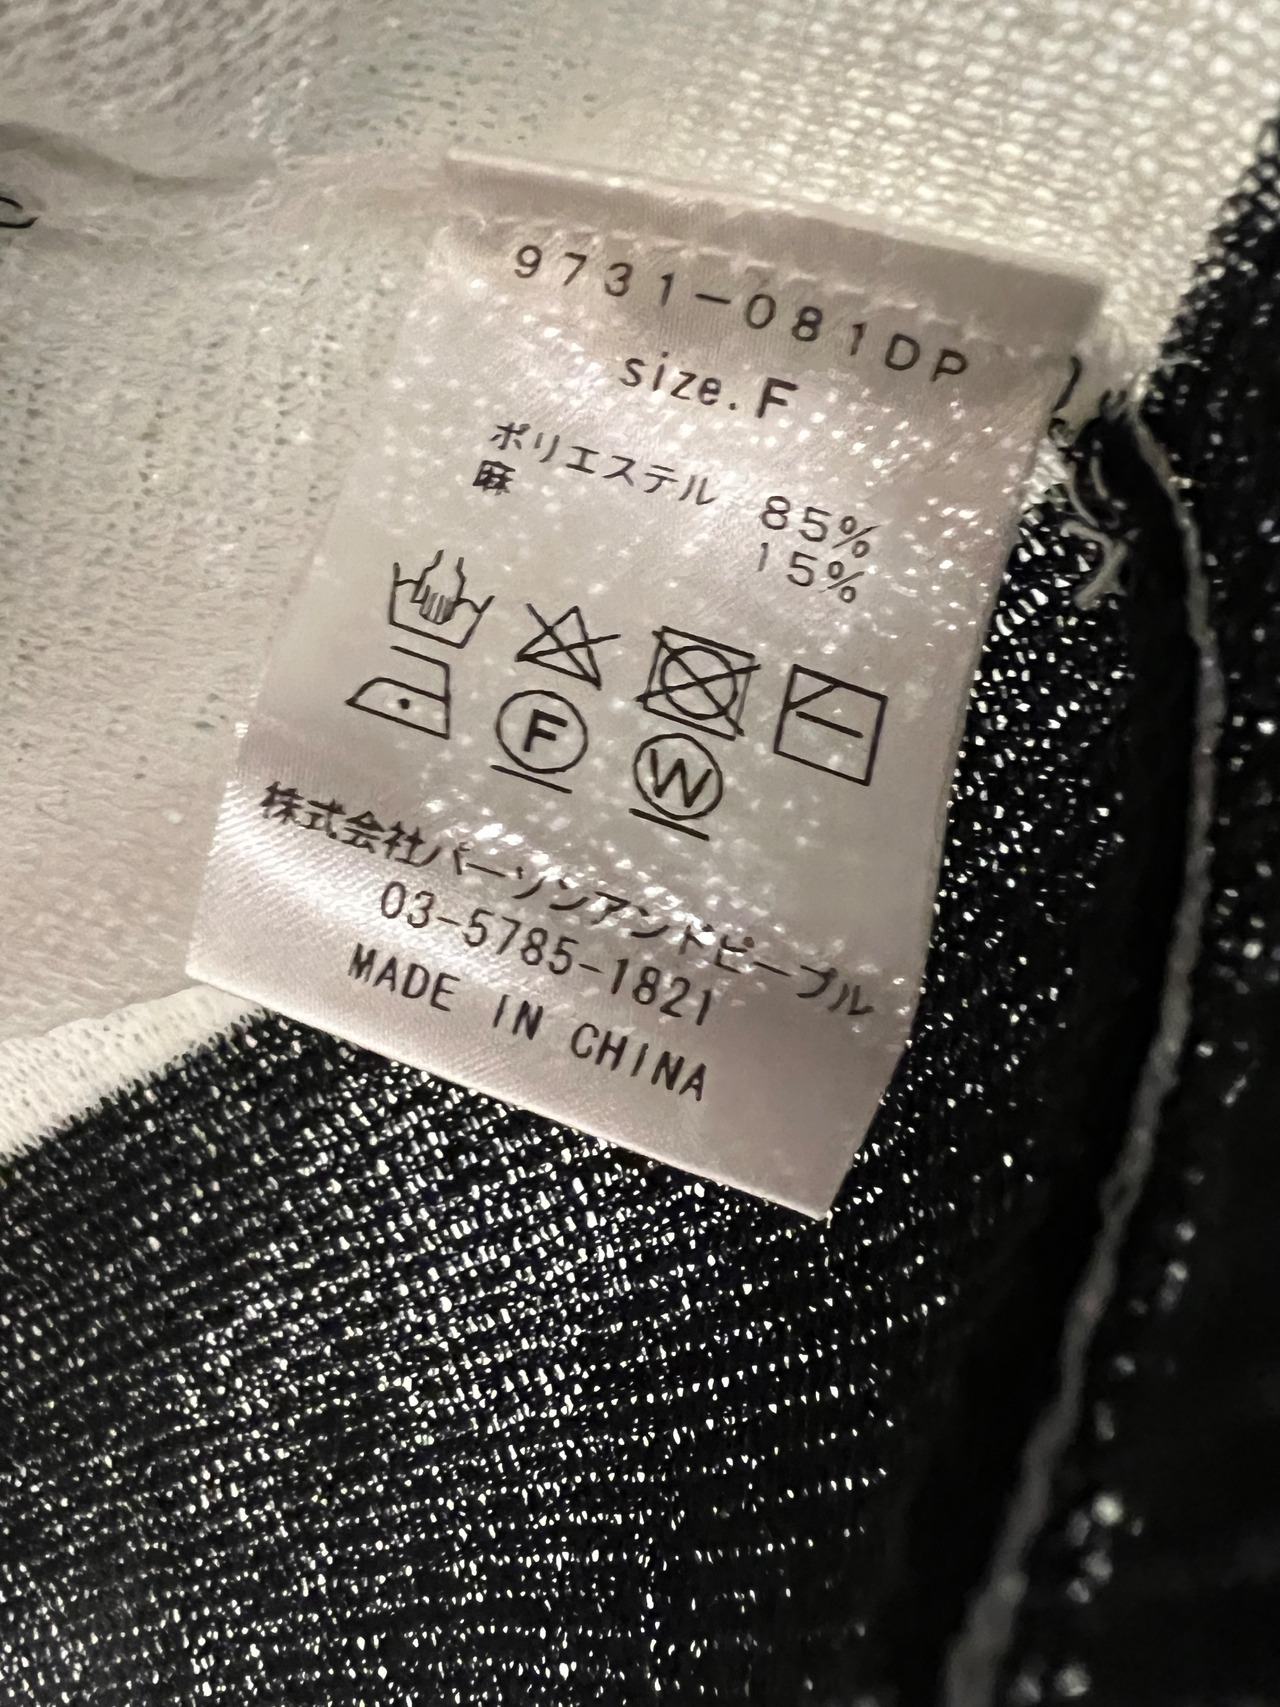 9731-081DP
size.F
ポリエステル 85%
麻 15%
F W
株式会社パーソンアンドピープル
03-5785-1821
MADE IN CHINA